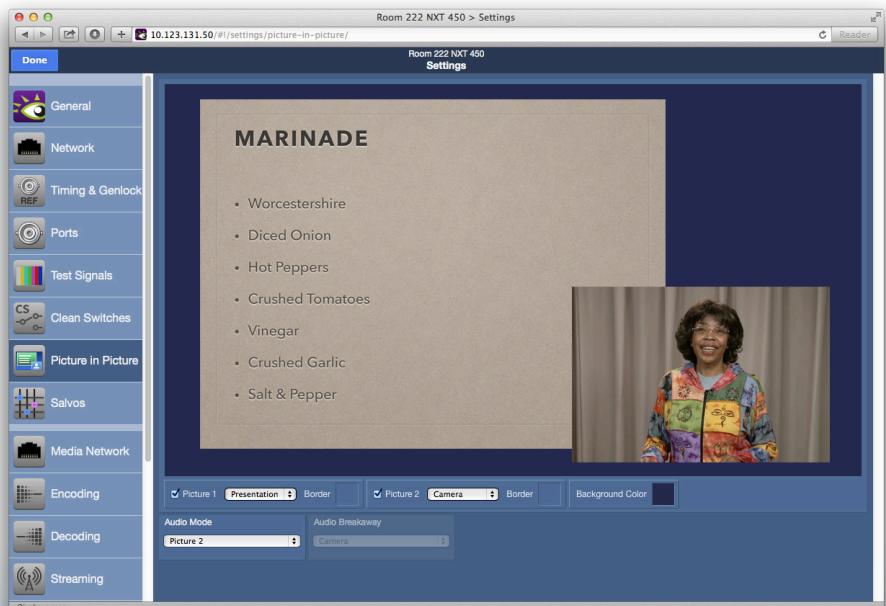 Room 222 NXT 450 > Settings
10.123.131.50/#!/settings/picture-in-picture/
Reader
Done
Room 222 NXT 450
Settings
General
Network
REF
Timing & Genlock
Ports
Test Signals
CS
Clean Switches
Picture in Picture
Salvos
Media Network
Encoding
Decoding
Streaming
MARINADE
• Worcestershire
• Diced Onion
• Hot Peppers
• Crushed Tomatoes
• Vinegar
• Crushed Garlic
• Salt & Pepper
Picture 1 Presentation Border Picture 2 Camera Border Background Color
Audio Mode Audio Breakaway
Picture 2 Camera